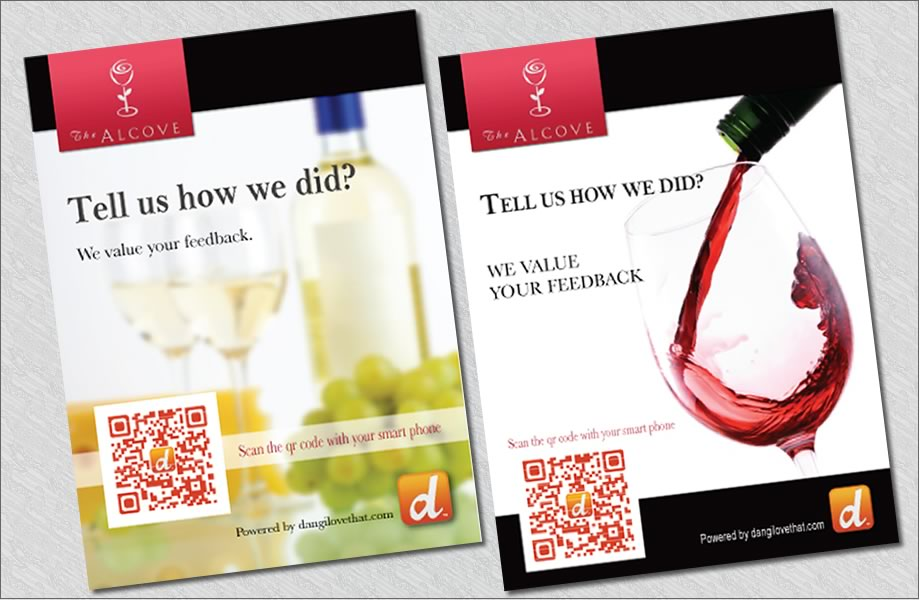 The ALCOVE
Tell us how we did?
We value your feedback.
Scan the qr code with your smart phone
d
Powered by dangilovethat.com
d
The ALCOVE
TELL US HOW WE DID?
WE VALUE
YOUR FEEDBACK
Scan the qr code with your smart phone
d
Powered by dangilovethat.com
d